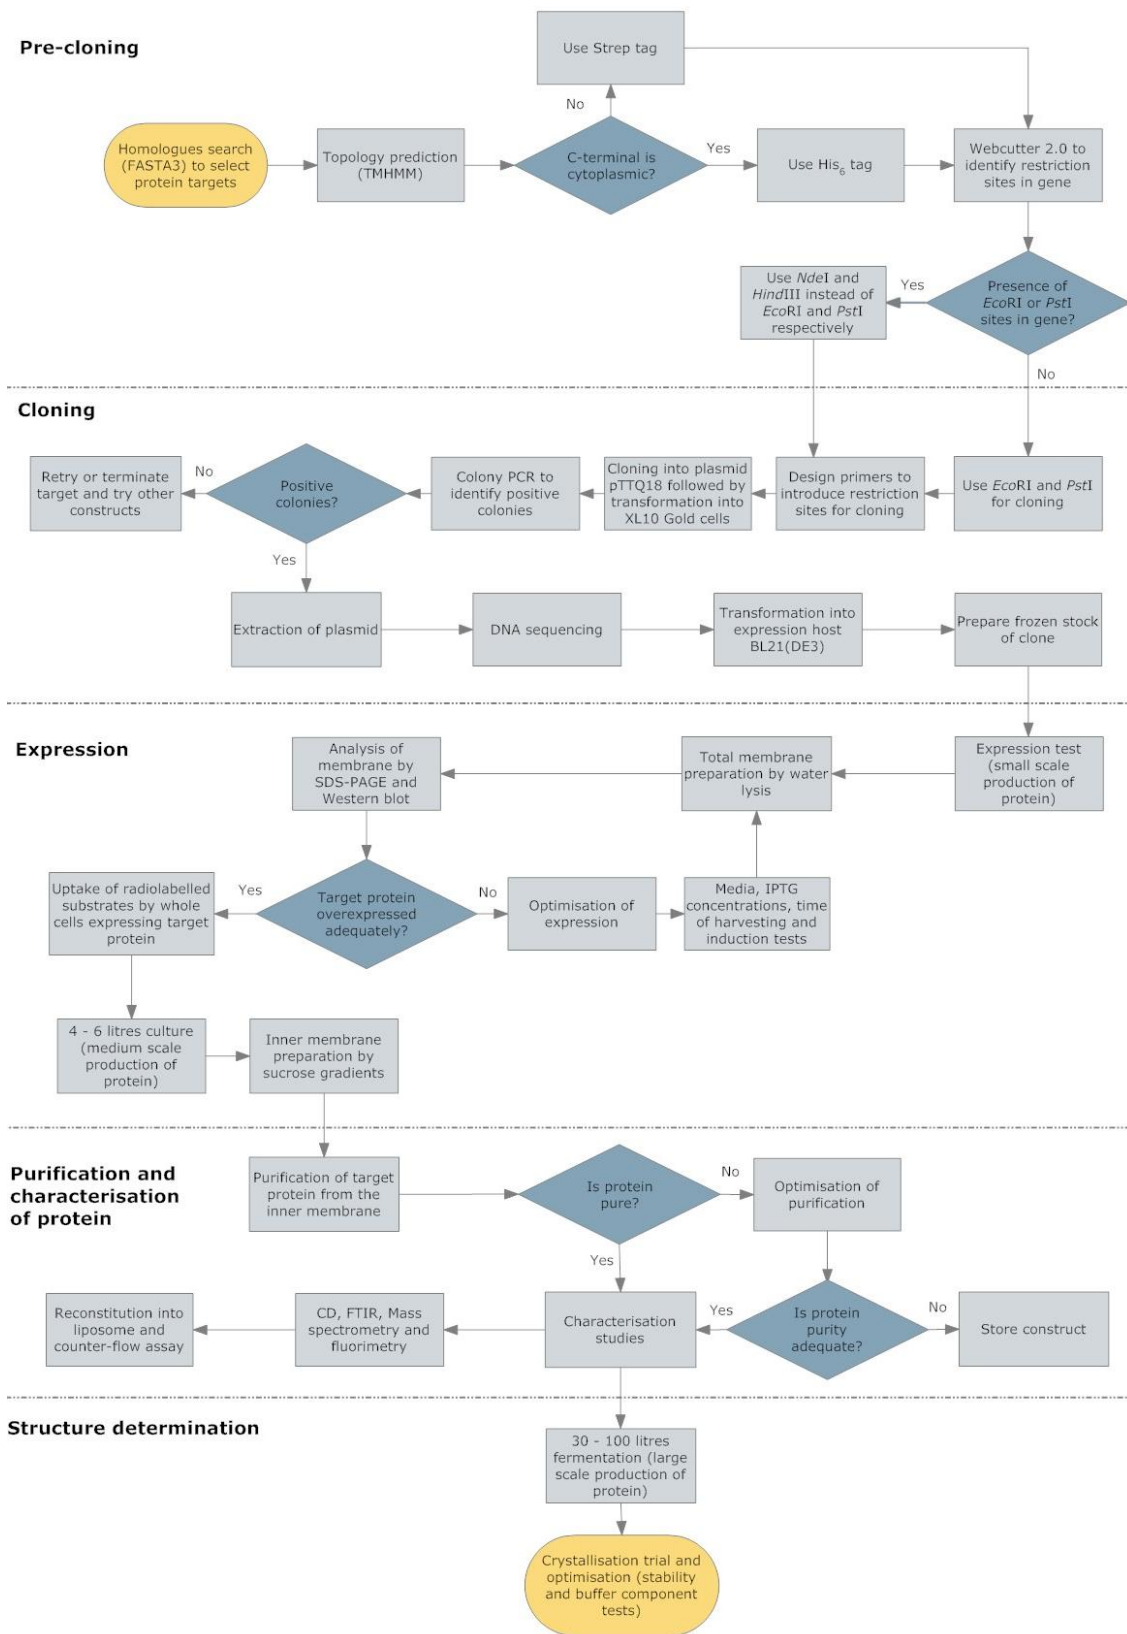 Pre-cloning
Use Strep tag
No
Homologues search
(FASTA3) to select
protein targets
Topology prediction
(TMHMM)
C-terminal is
cytoplasmic?
Yes
Use His₆ tag
Webcutter 2.0 to
identify restriction
sites in gene
Use NdeI and
HindIII instead of
EcoRI and PstI
respectively
Yes
Presence of
EcoRI or PstI
sites in gene?
No
Cloning
Retry or terminate
target and try other
constructs
No
Positive
colonies?
Colony PCR to
identify positive
colonies
Cloning into plasmid
pTTQ18 followed by
transformation into
XL10 Gold cells
Design primers to
introduce restriction
sites for cloning
Use EcoRI and PstI
for cloning
Yes
Extraction of plasmid
DNA sequencing
Transformation into
expression host
BL21(DE3)
Prepare frozen stock
of clone
Expression
Analysis of
membrane by
SDS-PAGE and
Western blot
Total membrane
preparation by water
lysis
Expression test
(small scale
production of
protein)
Uptake of radiolabelled
substrates by whole
cells expressing target
protein
Yes
Target protein
overexpressed
adequately?
No
Optimisation of
expression
Media, IPTG
concentrations, time
of harvesting and
induction tests
4 - 6 litres culture
(medium scale
production of
protein)
Inner membrane
preparation by
sucrose gradients
Purification and
characterisation
of protein
Purification of target
protein from the
inner membrane
Is protein
pure?
No
Optimisation of
purification
Yes
Reconstitution into
liposome and
counter-flow assay
CD, FTIR, Mass
spectrometry and
fluorimetry
Characterisation
studies
Yes
Is protein
purity
adequate?
No
Store construct
Structure determination
30 - 100 litres
fermentation (large
scale production of
protein)
Crystallisation trial and
optimisation (stability
and buffer component
tests)